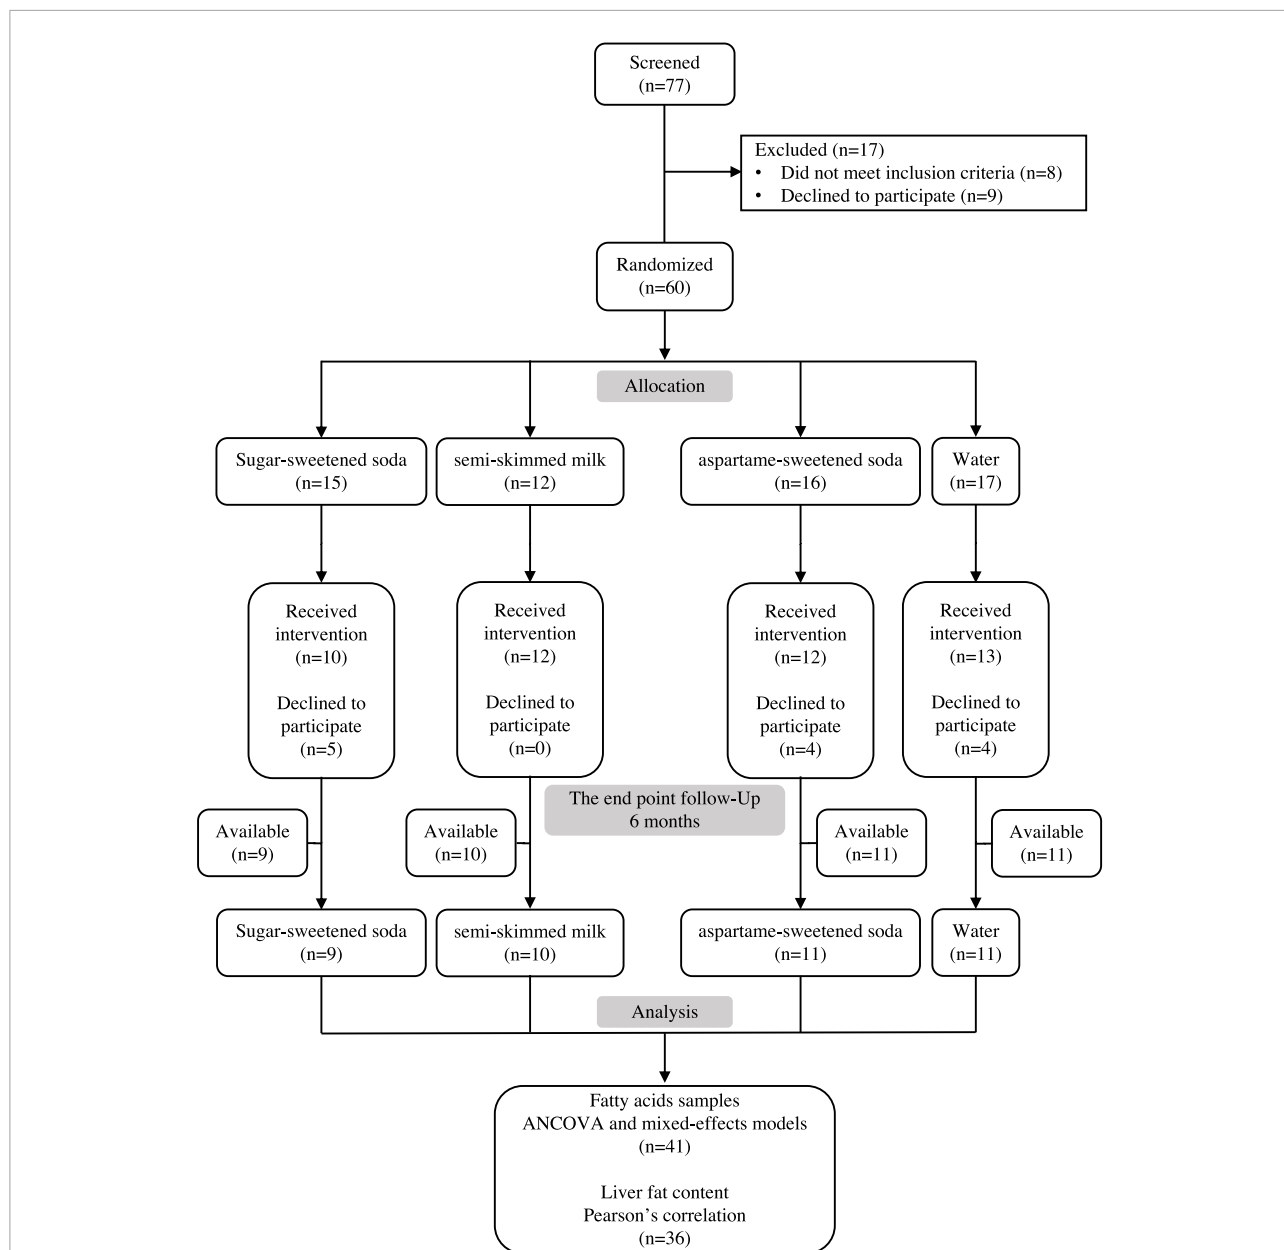 Screened
(n=77)
Excluded (n=17)
• Did not meet inclusion criteria (n=8)
• Declined to participate (n=9)
Randomized
(n=60)
Allocation
Sugar-sweetened soda
(n=15)
semi-skimmed milk
(n=12)
aspartame-sweetened soda
(n=16)
Water
(n=17)
Received
intervention
(n=10)
Declined to
participate
(n=5)
Received
intervention
(n=12)
Declined to
participate
(n=0)
Received
intervention
(n=12)
Declined to
participate
(n=4)
Received
intervention
(n=13)
Declined to
participate
(n=4)
The end point follow-Up
6 months
Available
(n=9)
Available
(n=10)
Available
(n=11)
Available
(n=11)
Sugar-sweetened soda
(n=9)
semi-skimmed milk
(n=10)
aspartame-sweetened soda
(n=11)
Water
(n=11)
Analysis
Fatty acids samples
ANCOVA and mixed-effects models
(n=41)
Liver fat content
Pearson’s correlation
(n=36)